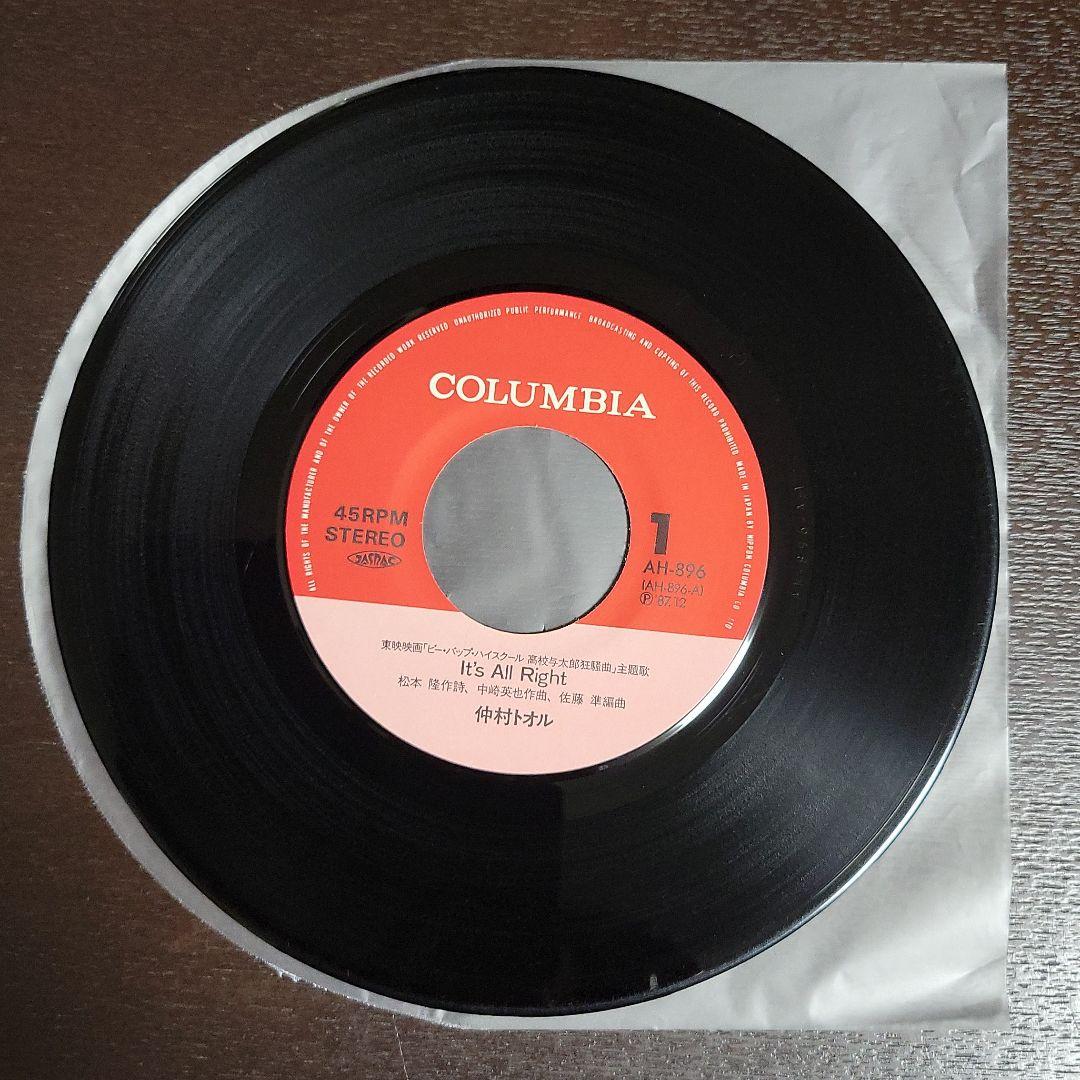 ALL RIGHTS OF THE MANUFACTURER AND OF THE OWNER OF THE RECORDED WORK RESERVED UNAUTHORIZED PUBLIC PERFORMANCE BROADCASTING AND COPYING OF THIS RECORD PROHIBITED MADE IN JAPAN BY NIPPON COLUMBIA CO., LTD.
COLUMBIA
45RPM
STEREO
JASRAC
1
AH-896
(AH-896-A)
Ⓟ '87.12
東映映画「ビー・バップ・ハイスクール 高校与太郎狂騒曲」主題歌
It's All Right
松本 隆作詩、中崎英也作曲、佐藤 準編曲
仲村トオル